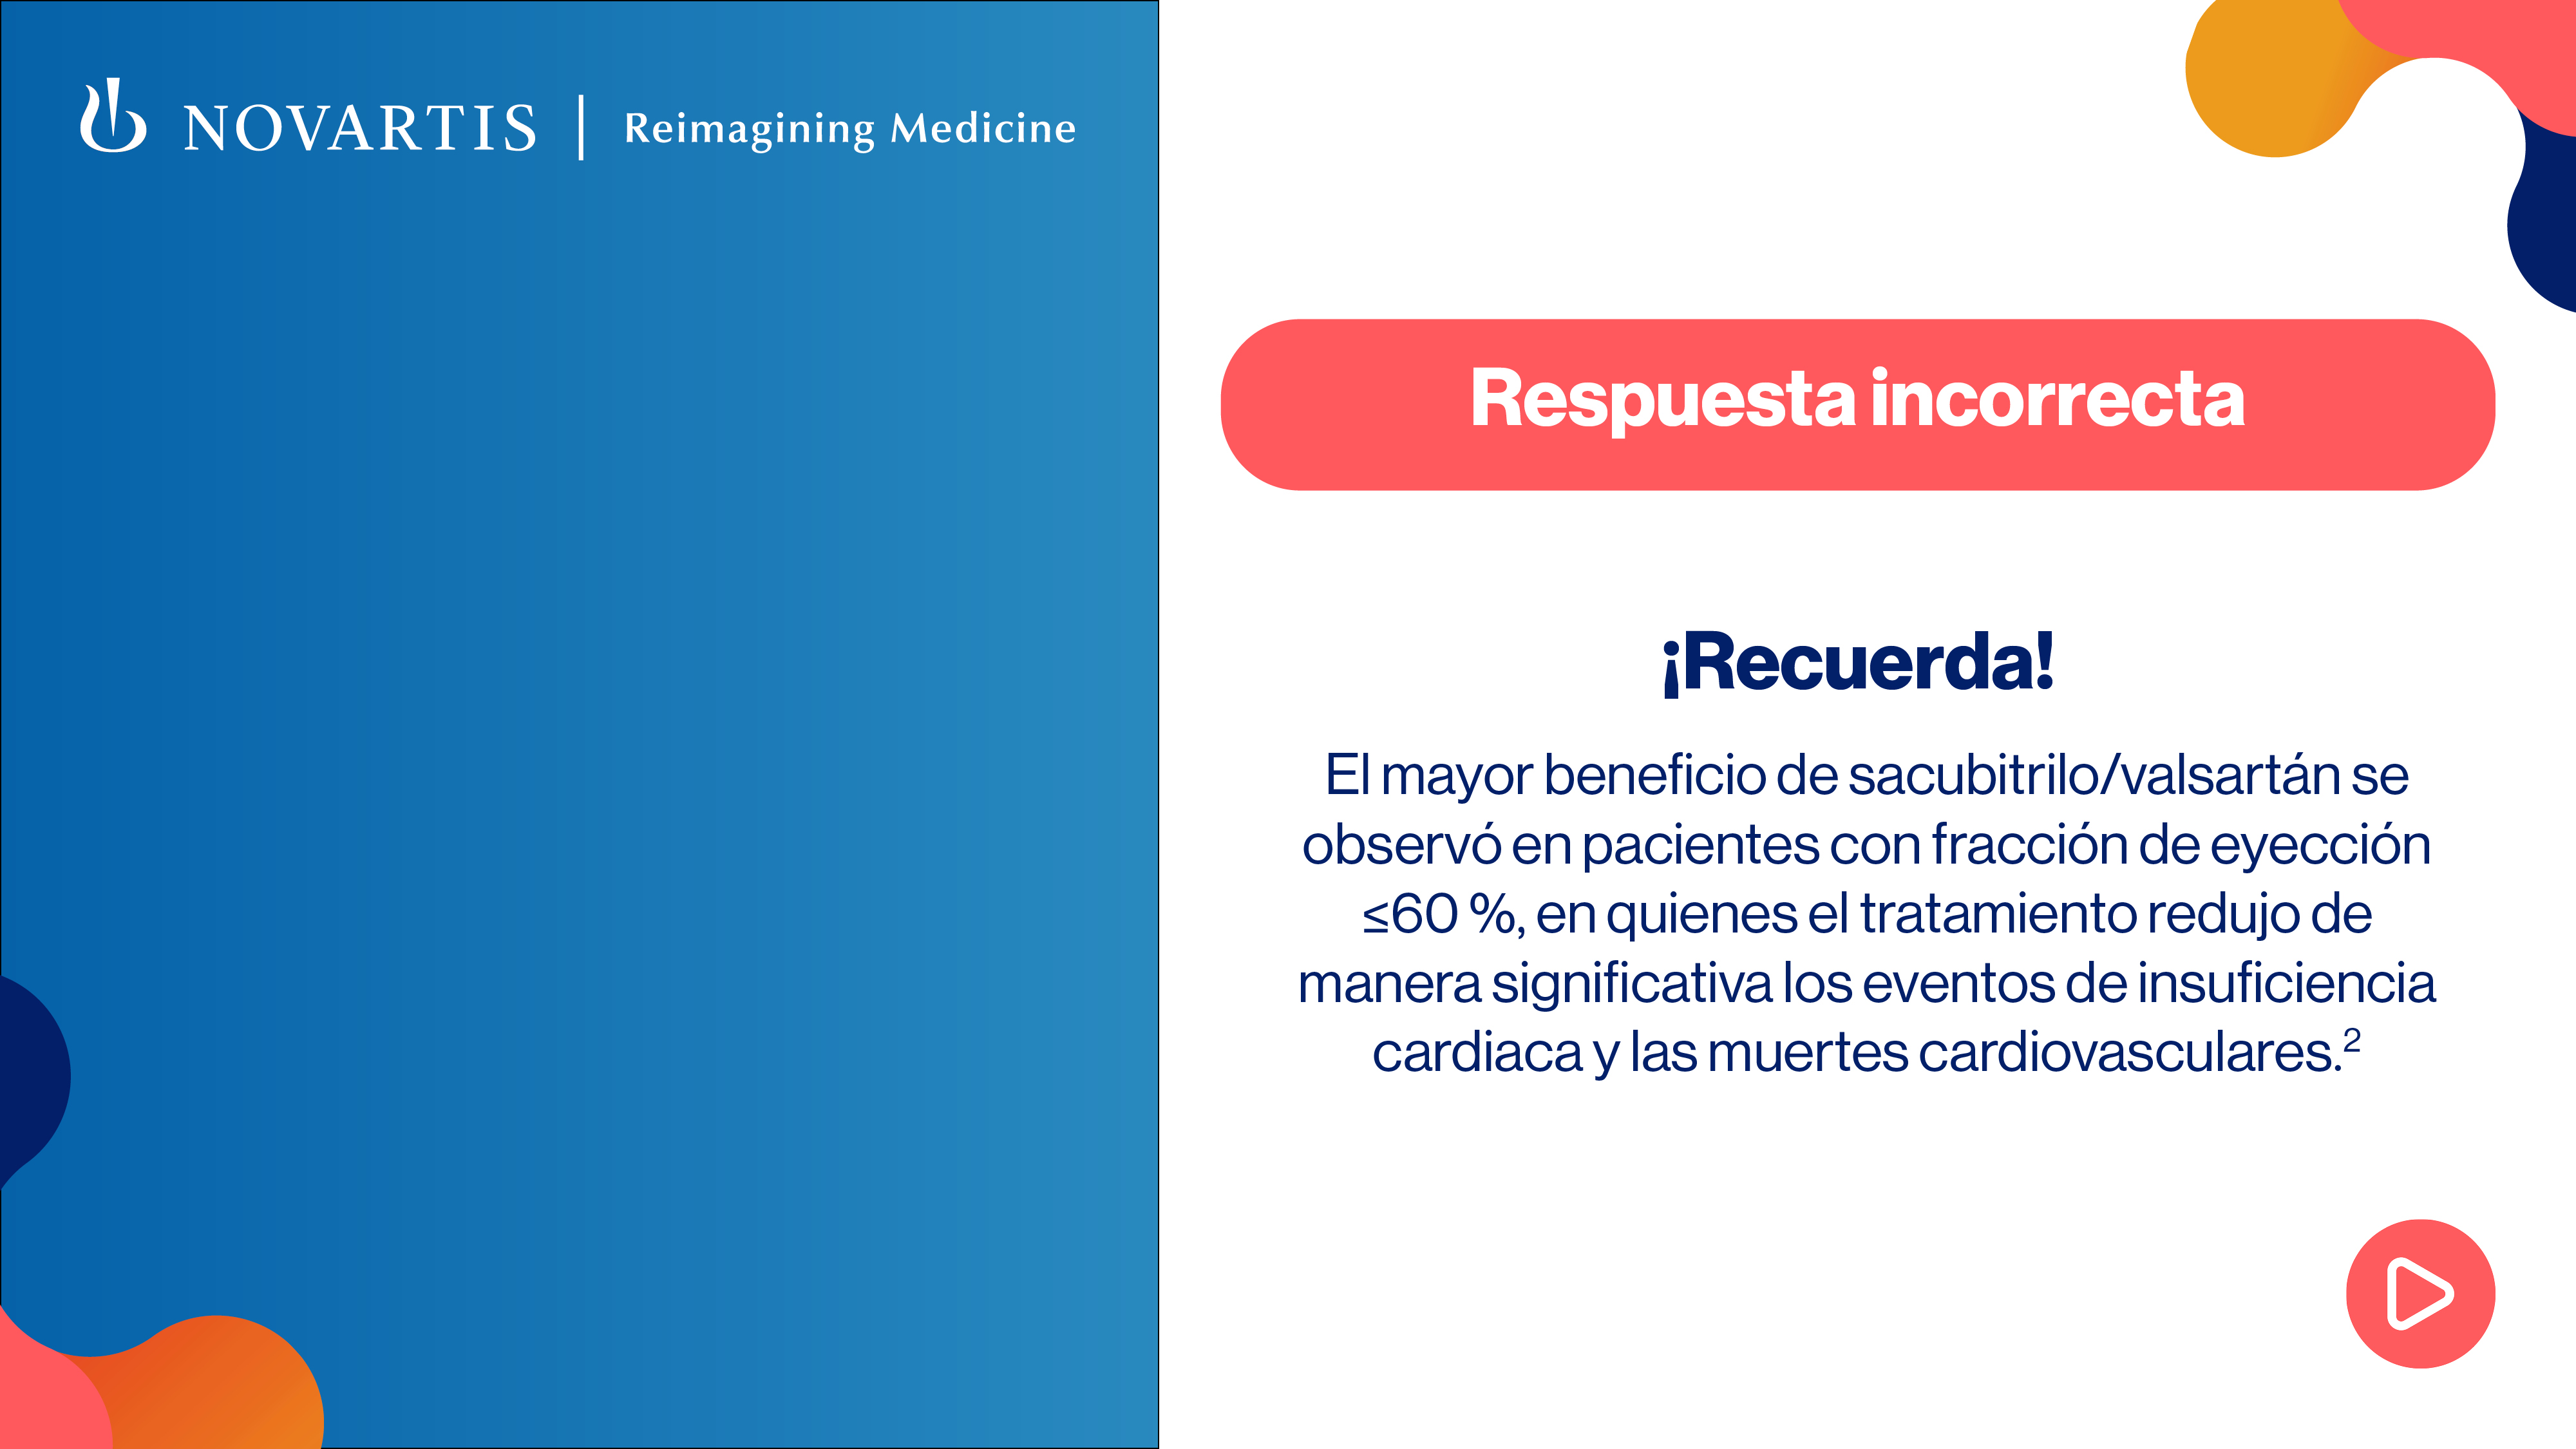 NOVARTIS | Reimagining Medicine
Respuesta incorrecta
¡Recuerda!
El mayor beneficio de sacubitrilo/valsartán se
observó en pacientes con fracción de eyección
≤60 %, en quienes el tratamiento redujo de
manera significativa los eventos de insuficiencia
cardiaca y las muertes cardiovasculares.²